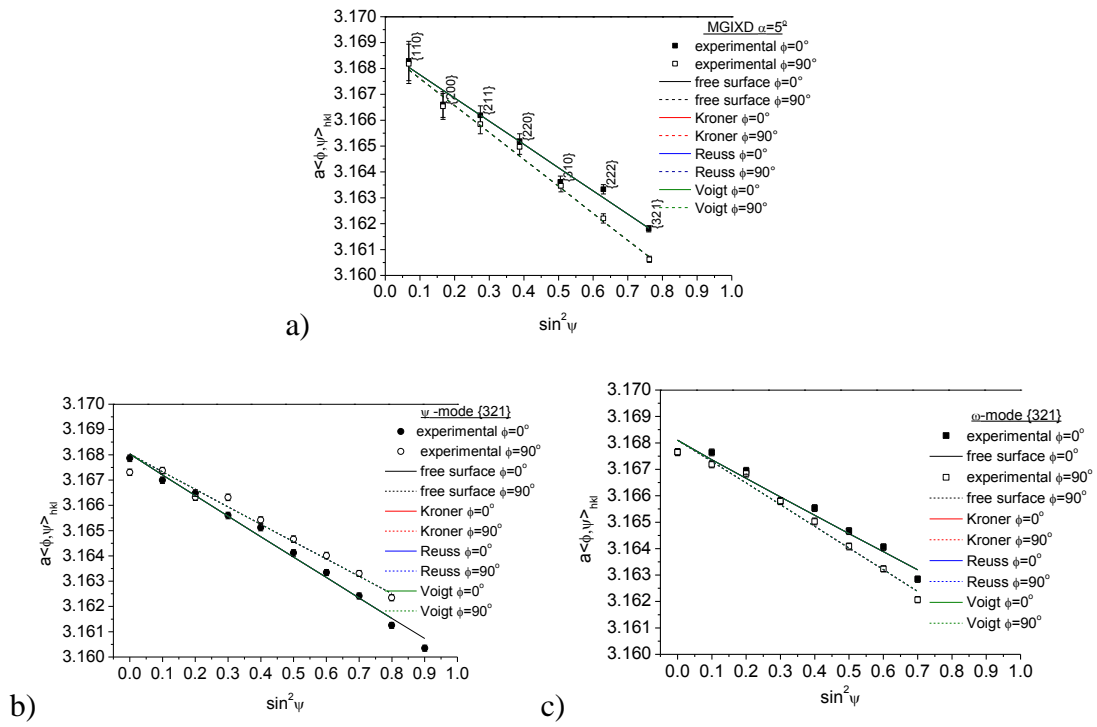 MGIXD α=5º
experimental ϕ=0°
experimental ϕ=90°
free surface ϕ=0°
free surface ϕ=90°
Kroner ϕ=0°
Kroner ϕ=90°
Reuss ϕ=0°
Reuss ϕ=90°
Voigt ϕ=0°
Voigt ϕ=90°
{110}
{200}
{211}
{220}
{310}
{222}
{321}
3.170
3.169
3.168
3.167
3.166
3.165
3.164
3.163
3.162
3.161
3.160
a<ϕ,ψ>hkl
0.0 0.1 0.2 0.3 0.4 0.5 0.6 0.7 0.8 0.9 1.0
sin²ψ
a)
ψ -mode {321}
experimental ϕ=0°
experimental ϕ=90°
free surface ϕ=0°
free surface ϕ=90°
Kroner ϕ=0°
Kroner ϕ=90°
Reuss ϕ=0°
Reuss ϕ=90°
Voigt ϕ=0°
Voigt ϕ=90°
3.170
3.169
3.168
3.167
3.166
3.165
3.164
3.163
3.162
3.161
3.160
a<ϕ,ψ>hkl
0.0 0.1 0.2 0.3 0.4 0.5 0.6 0.7 0.8 0.9 1.0
sin²ψ
b)
ω-mode {321}
experimental ϕ=0°
free surface ϕ=0°
experimental ϕ=90°
free surface ϕ=90°
Kroner ϕ=0°
Kroner ϕ=90°
Reuss ϕ=0°
Reuss ϕ=90°
Voigt ϕ=0°
Voigt ϕ=90°
3.170
3.169
3.168
3.167
3.166
3.165
3.164
3.163
3.162
3.161
3.160
a<ϕ,ψ>hkl
0.0 0.1 0.2 0.3 0.4 0.5 0.6 0.7 0.8 0.9 1.0
sin²ψ
c)